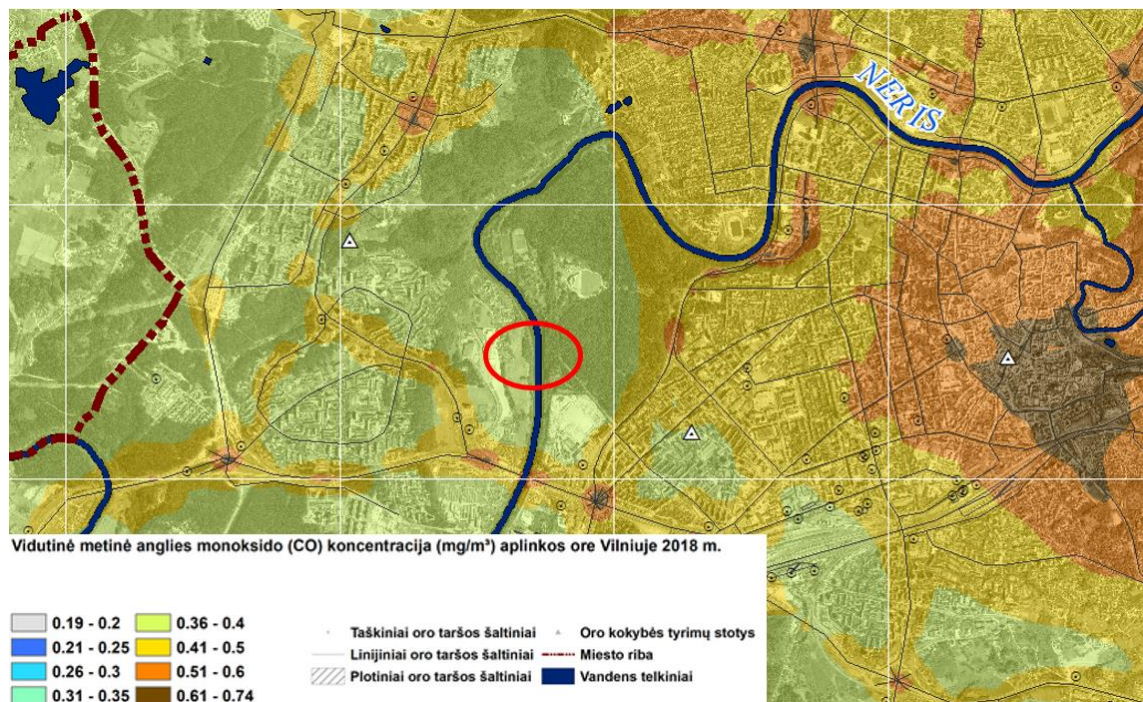 NERIS
Vidutinė metinė anglies monoksido (CO) koncentracija (mg/m³) aplinkos ore Vilniuje 2018 m.
0.19 - 0.2
0.21 - 0.25
0.26 - 0.3
0.31 - 0.35
0.36 - 0.4
0.41 - 0.5
0.51 - 0.6
0.61 - 0.74
Taškiniai oro taršos šaltiniai
Linijiniai oro taršos šaltiniai
Plotiniai oro taršos šaltiniai
Oro kokybės tyrimų stotys
Miesto riba
Vandens telkiniai